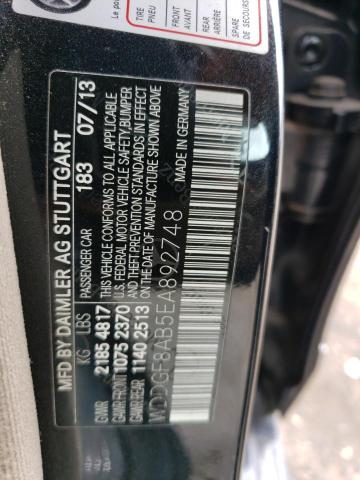 MFD BY DAIMLER AG STUTTGART
PASSENGER CAR 183 07/13
KG LBS
GVWR 2185 4817
GAWR FRONT 1075 2370
GAWR REAR 1140 2513
THIS VEHICLE CONFORMS TO ALL APPLICABLE
U.S. FEDERAL MOTOR VEHICLE SAFETY, BUMPER
AND THEFT PREVENTION STANDARDS IN EFFECT
ON THE DATE OF MANUFACTURE SHOWN ABOVE
MADE IN GERMANY
WDDGF8AB5EA892748
Le po
TIRE
PNEU
FRONT
AVANT
REAR
ARRIÈRE
SPARE
DE SECOURS